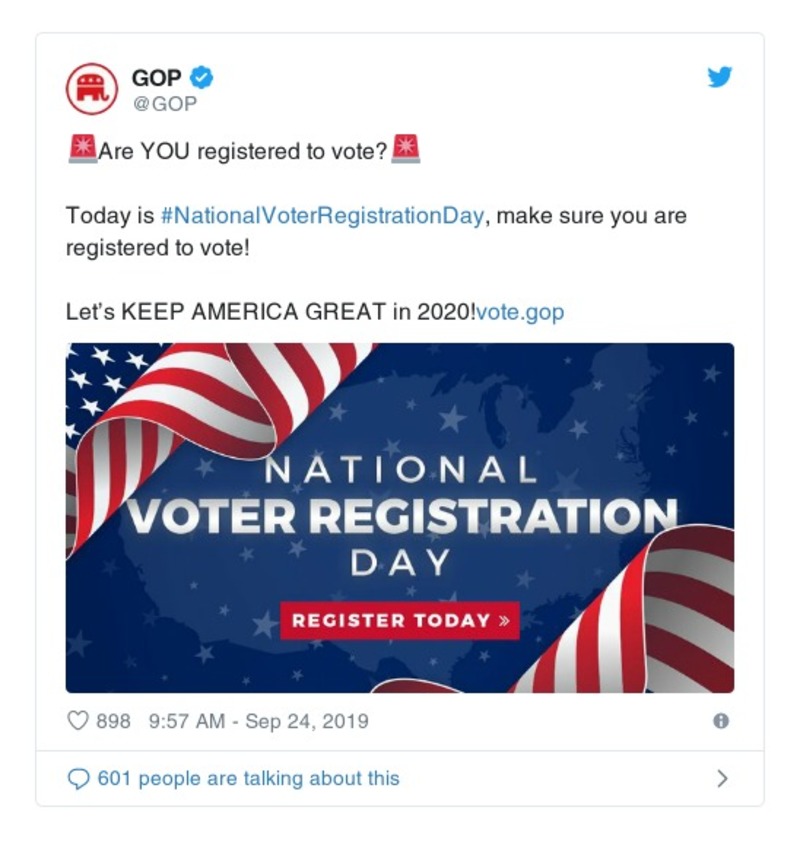 GOP
@GOP
🚨Are YOU registered to vote?🚨
Today is #NationalVoterRegistrationDay, make sure you are
registered to vote!
Let’s KEEP AMERICA GREAT in 2020!vote.gop
NATIONAL
VOTER REGISTRATION
DAY
REGISTER TODAY »
898 9:57 AM - Sep 24, 2019
601 people are talking about this